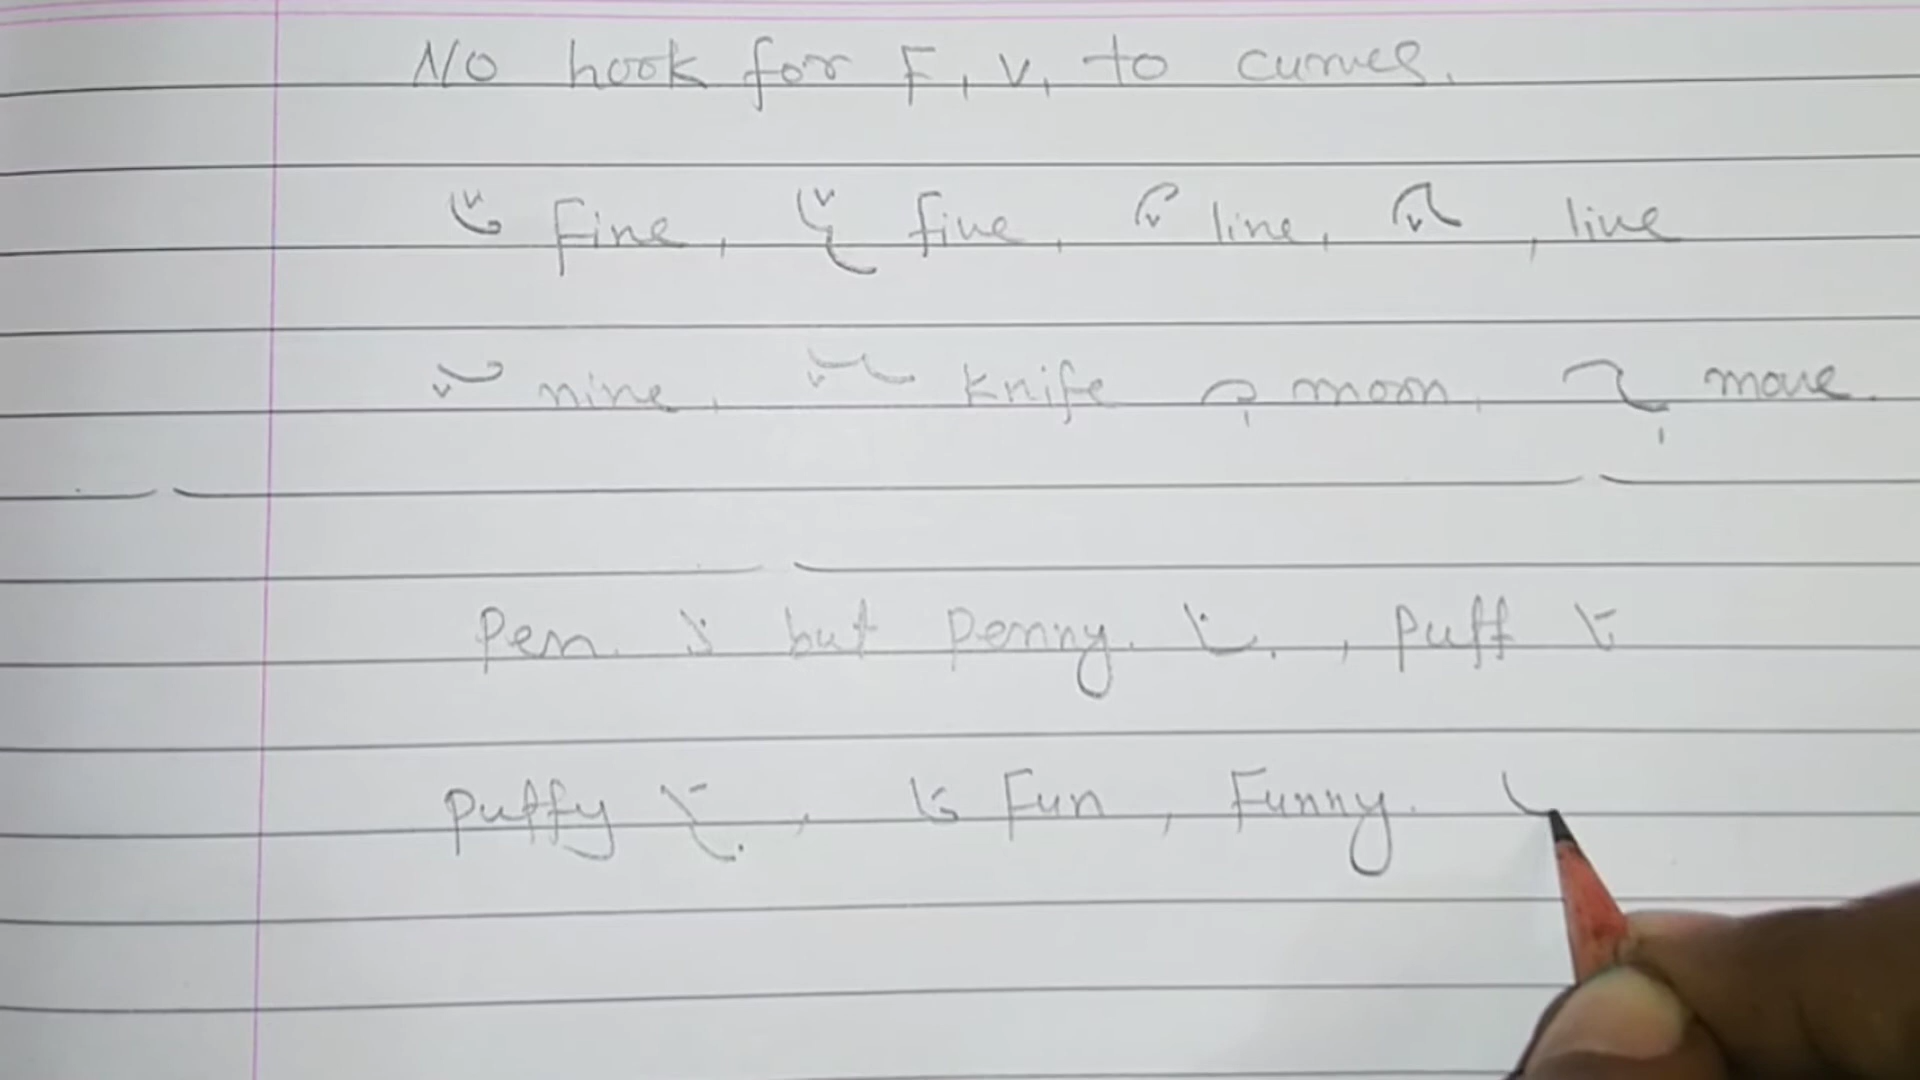 No hook for F, V, to curves.
Fine, five, line, , live
nine, knife moon, move.
Pen. but Penny. , Puff
Puffy , Fun , Funny.